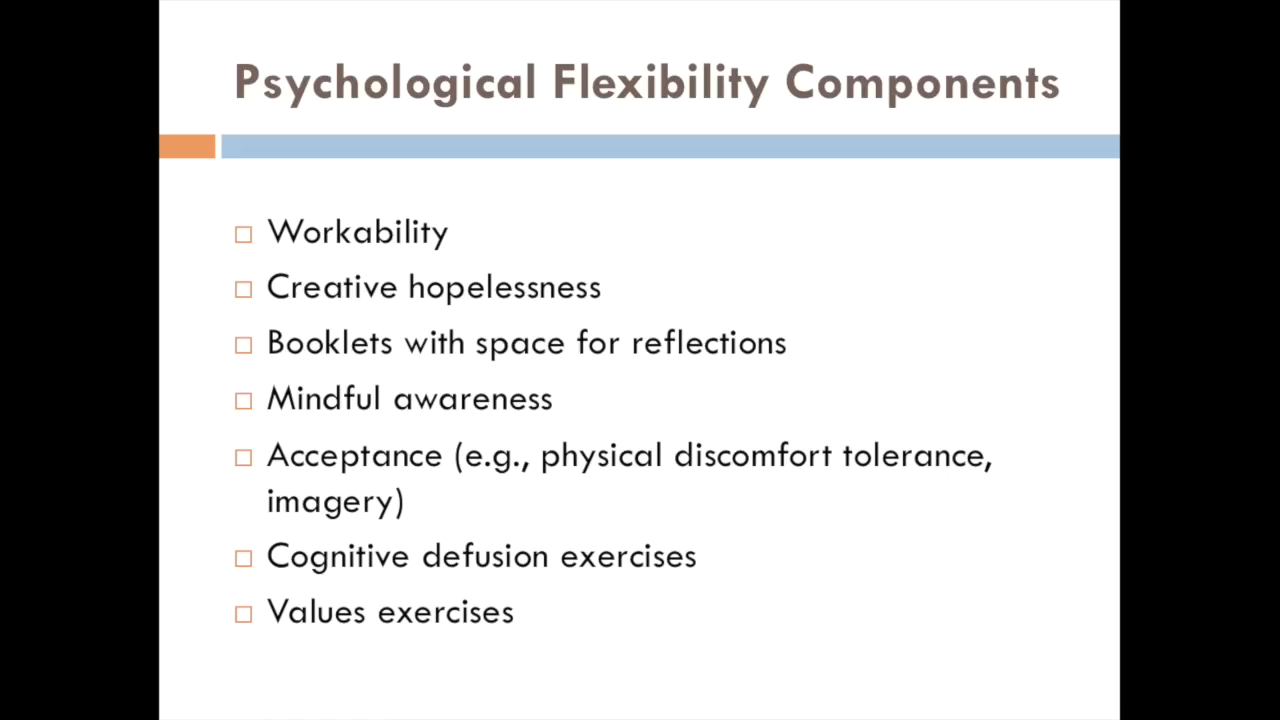 Psychological Flexibility Components
Workability
Creative hopelessness
Booklets with space for reflections
Mindful awareness
Acceptance (e.g., physical discomfort tolerance,
imagery)
Cognitive defusion exercises
Values exercises